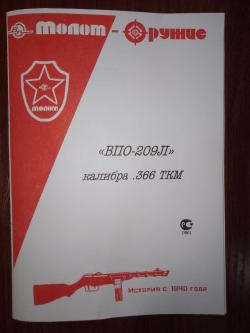 Молот - Оружие
МОЛОТ
«ВПО-209Л»
калибра .366 ТКМ
История с 1940 года